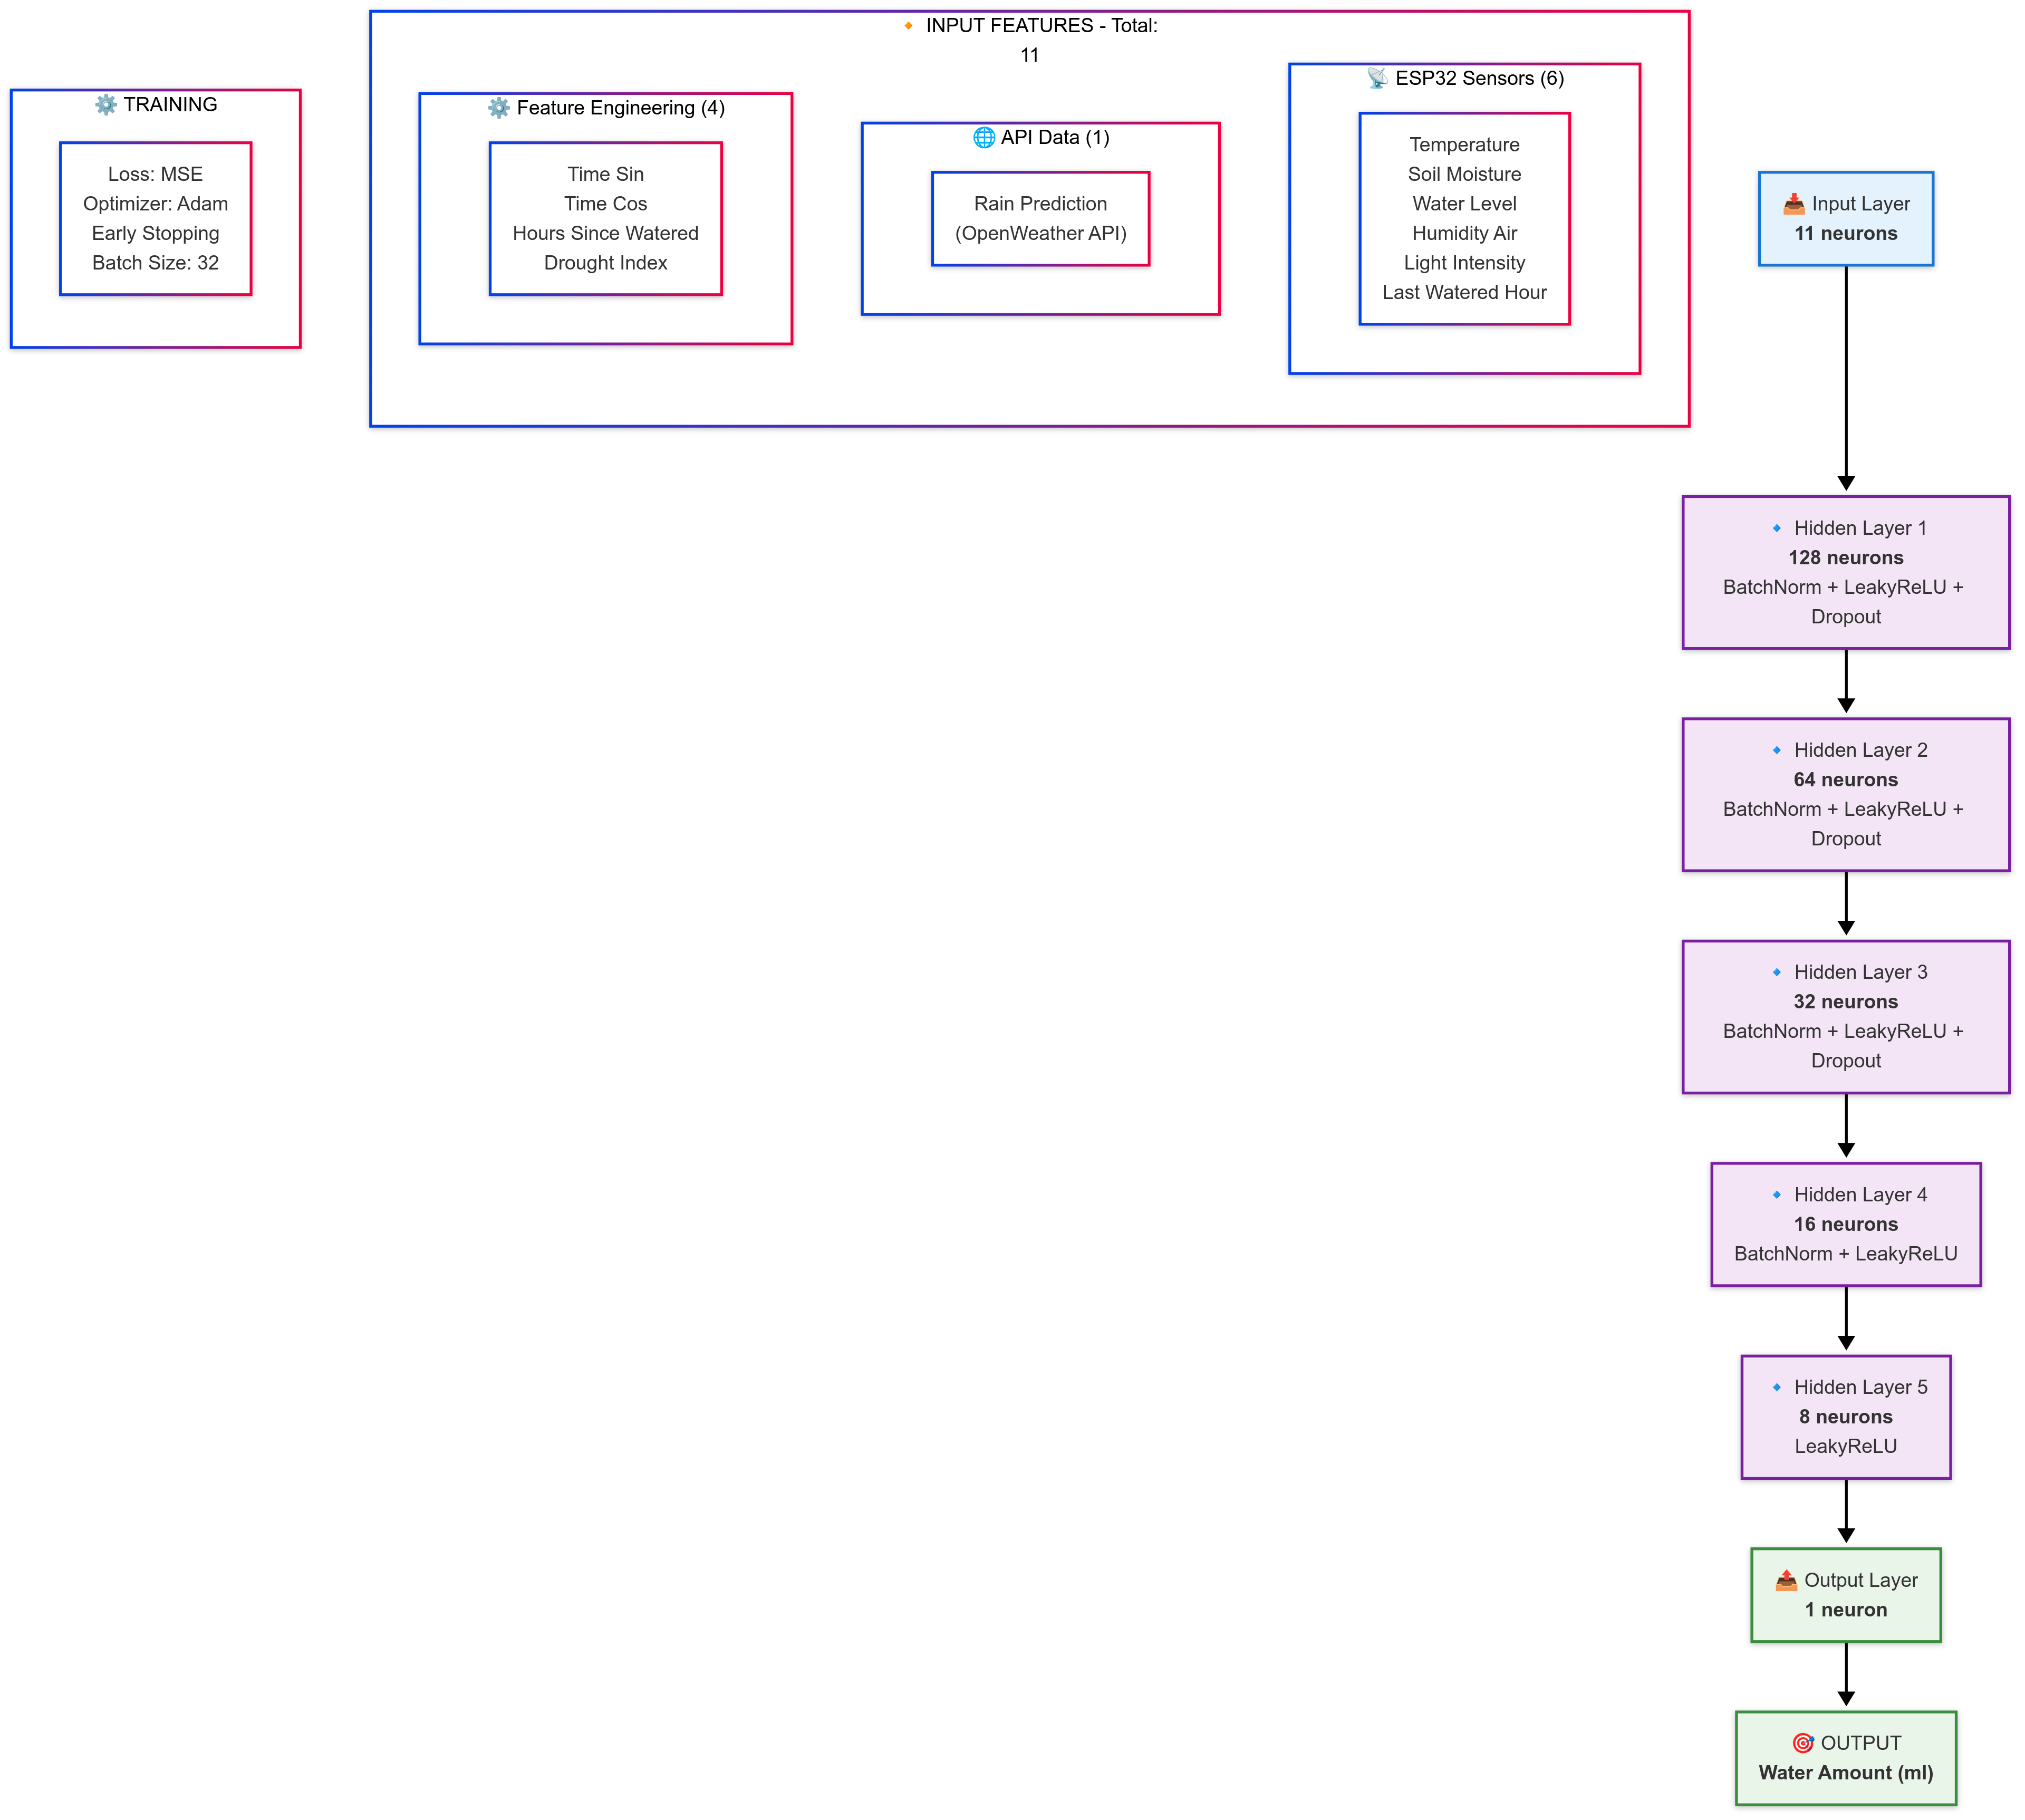 ⚙️ TRAINING
Loss: MSE
Optimizer: Adam
Early Stopping
Batch Size: 32
🔸 INPUT FEATURES - Total:
11
⚙️ Feature Engineering (4)
Time Sin
Time Cos
Hours Since Watered
Drought Index
🌐 API Data (1)
Rain Prediction
(OpenWeather API)
📡 ESP32 Sensors (6)
Temperature
Soil Moisture
Water Level
Humidity Air
Light Intensity
Last Watered Hour
📥 Input Layer
11 neurons
🔹 Hidden Layer 1
128 neurons
BatchNorm + LeakyReLU +
Dropout
🔹 Hidden Layer 2
64 neurons
BatchNorm + LeakyReLU +
Dropout
🔹 Hidden Layer 3
32 neurons
BatchNorm + LeakyReLU +
Dropout
🔹 Hidden Layer 4
16 neurons
BatchNorm + LeakyReLU
🔹 Hidden Layer 5
8 neurons
LeakyReLU
📤 Output Layer
1 neuron
🎯 OUTPUT
Water Amount (ml)